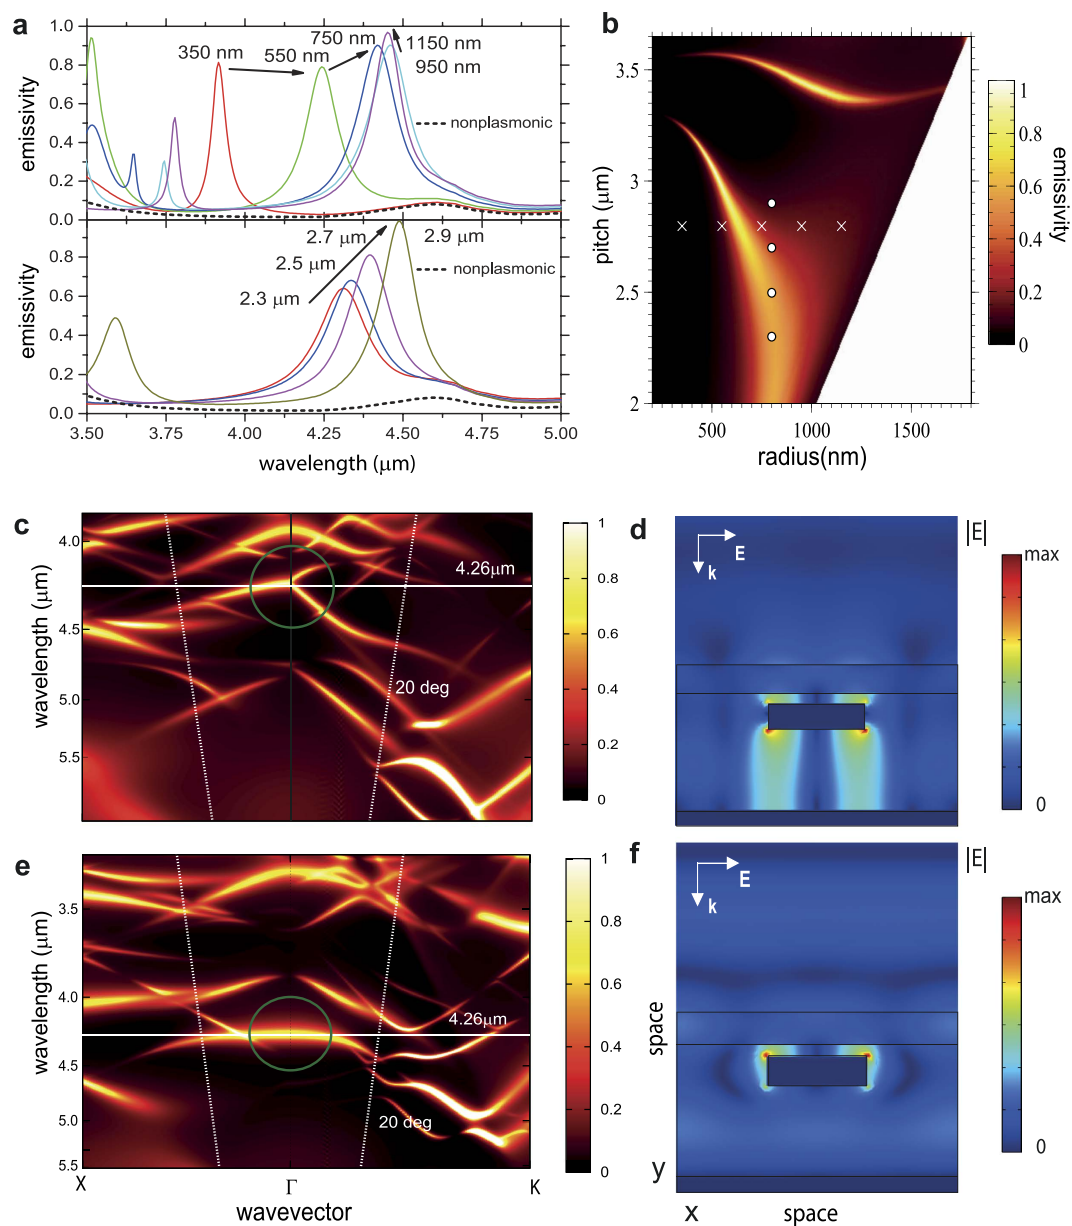 a
emissivity
1.0
0.8
0.6
0.4
0.2
0.0
350 nm
550 nm
750 nm
1150 nm
950 nm
nonplasmonic
emissivity
0.8
0.6
0.4
0.2
0.0
2.3 μm
2.5 μm
2.7 μm
2.9 μm
nonplasmonic
3.50 3.75 4.00 4.25 4.50 4.75 5.00
wavelength (μm)
b
pitch (μm)
3.5
3
2.5
2
500 1000 1500
radius(nm)
1
0.8
0.6
0.4
0.2
0
emissivity
c
wavelength (μm)
4.0
4.5
5.0
5.5
4.26μm
20 deg
1
0.8
0.6
0.4
0.2
0
d
E
k
|E|
max
0
e
wavelength (μm)
3.5
4.0
4.5
5.0
5.5
4.26μm
20 deg
X Γ K
wavevector
1
0.8
0.6
0.4
0.2
0
f
E
k
|E|
max
0
space
y
x space